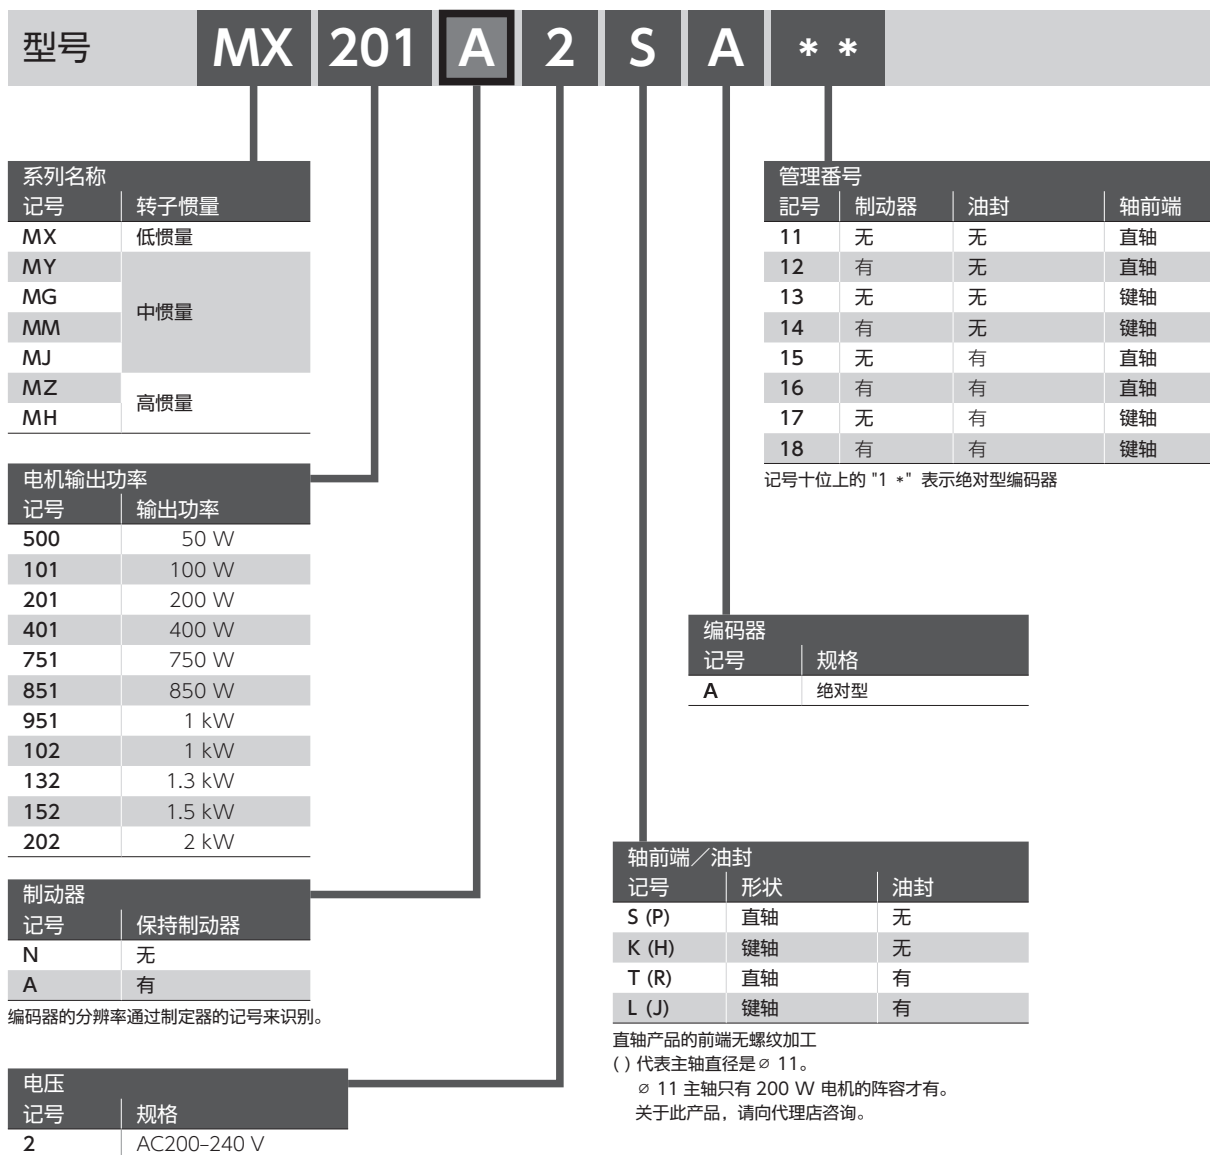 型号 MX 201 A 2 S A * *
系列名称
记号 转子惯量
MX 低惯量
MY
MG
中惯量
MM
MJ
MZ
高惯量
MH
管理番号
記号 制动器 油封 轴前端
11 无 无 直轴
12 有 无 直轴
13 无 无 键轴
14 有 无 键轴
15 无 有 直轴
16 有 有 直轴
17 无 有 键轴
18 有 有 键轴
记号十位上的 "1 *" 表示绝对型编码器
电机输出功率
记号 输出功率
500 50 W
101 100 W
201 200 W
401 400 W
751 750 W
851 850 W
951 1 kW
102 1 kW
132 1.3 kW
152 1.5 kW
202 2 kW
编码器
记号 规格
A 绝对型
制动器
记号 保持制动器
N 无
A 有
编码器的分辨率通过制定器的记号来识别。
轴前端／油封
记号 形状 油封
S (P) 直轴 无
K (H) 键轴 无
T (R) 直轴 有
L (J) 键轴 有
直轴产品的前端无螺纹加工
( ) 代表主轴直径是∅ 11。
∅ 11 主轴只有 200 W 电机的阵容才有。
关于此产品，请向代理店咨询。
电压
记号 规格
2 AC200–240 V